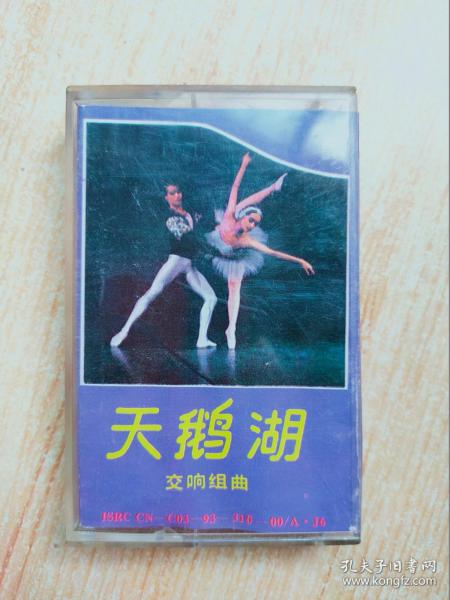 天鹅湖
交响组曲
ISRC CN—C03—93—310—00/A·J6
孔夫子旧书网
www.kongfz.com